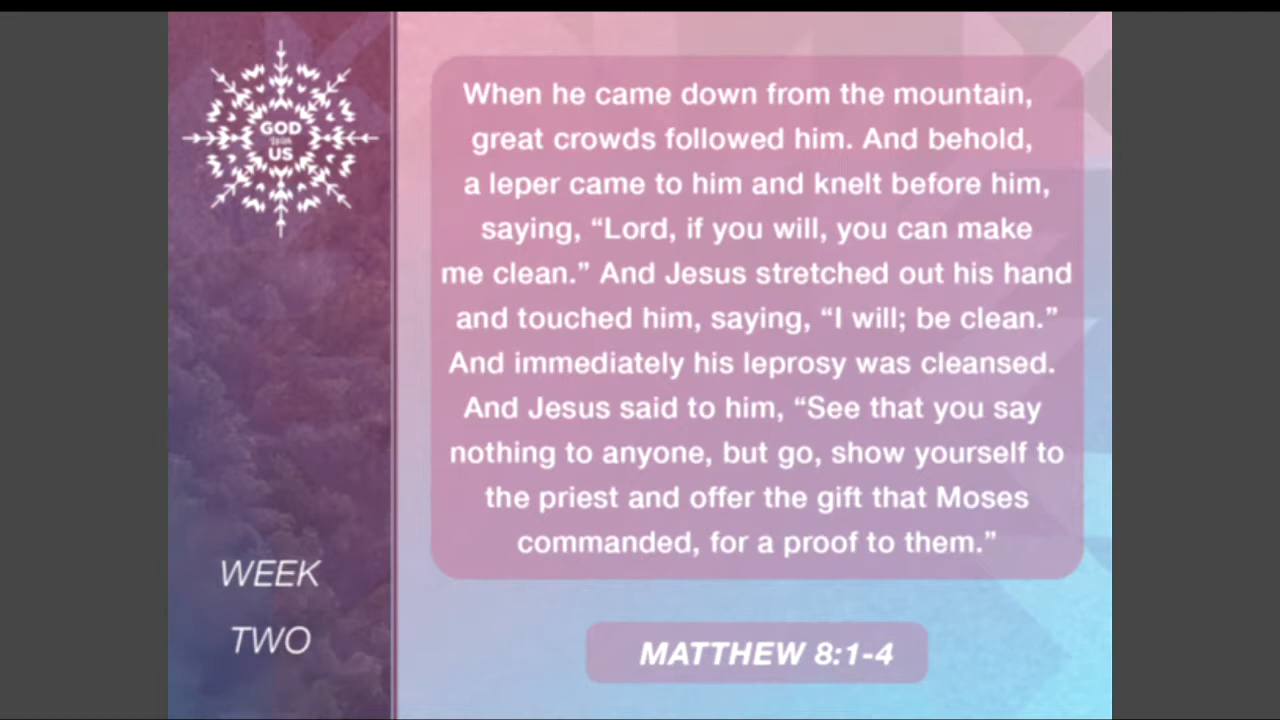 GOD
with
US
When he came down from the mountain,
great crowds followed him. And behold,
a leper came to him and knelt before him,
saying, “Lord, if you will, you can make
me clean.” And Jesus stretched out his hand
and touched him, saying, “I will; be clean.”
And immediately his leprosy was cleansed.
And Jesus said to him, “See that you say
nothing to anyone, but go, show yourself to
the priest and offer the gift that Moses
commanded, for a proof to them.”
WEEK
TWO
MATTHEW 8:1-4